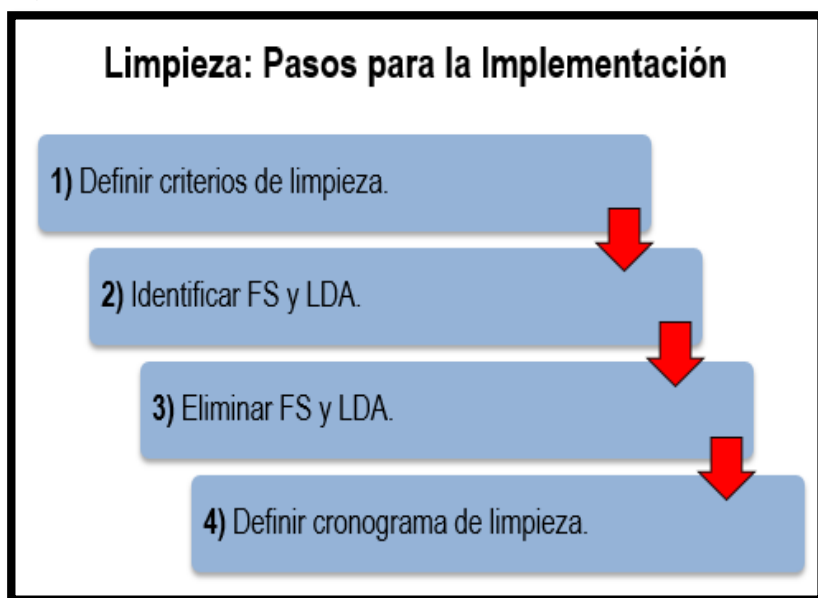 Limpieza: Pasos para la Implementación
1) Definir criterios de limpieza.
2) Identificar FS y LDA.
3) Eliminar FS y LDA.
4) Definir cronograma de limpieza.